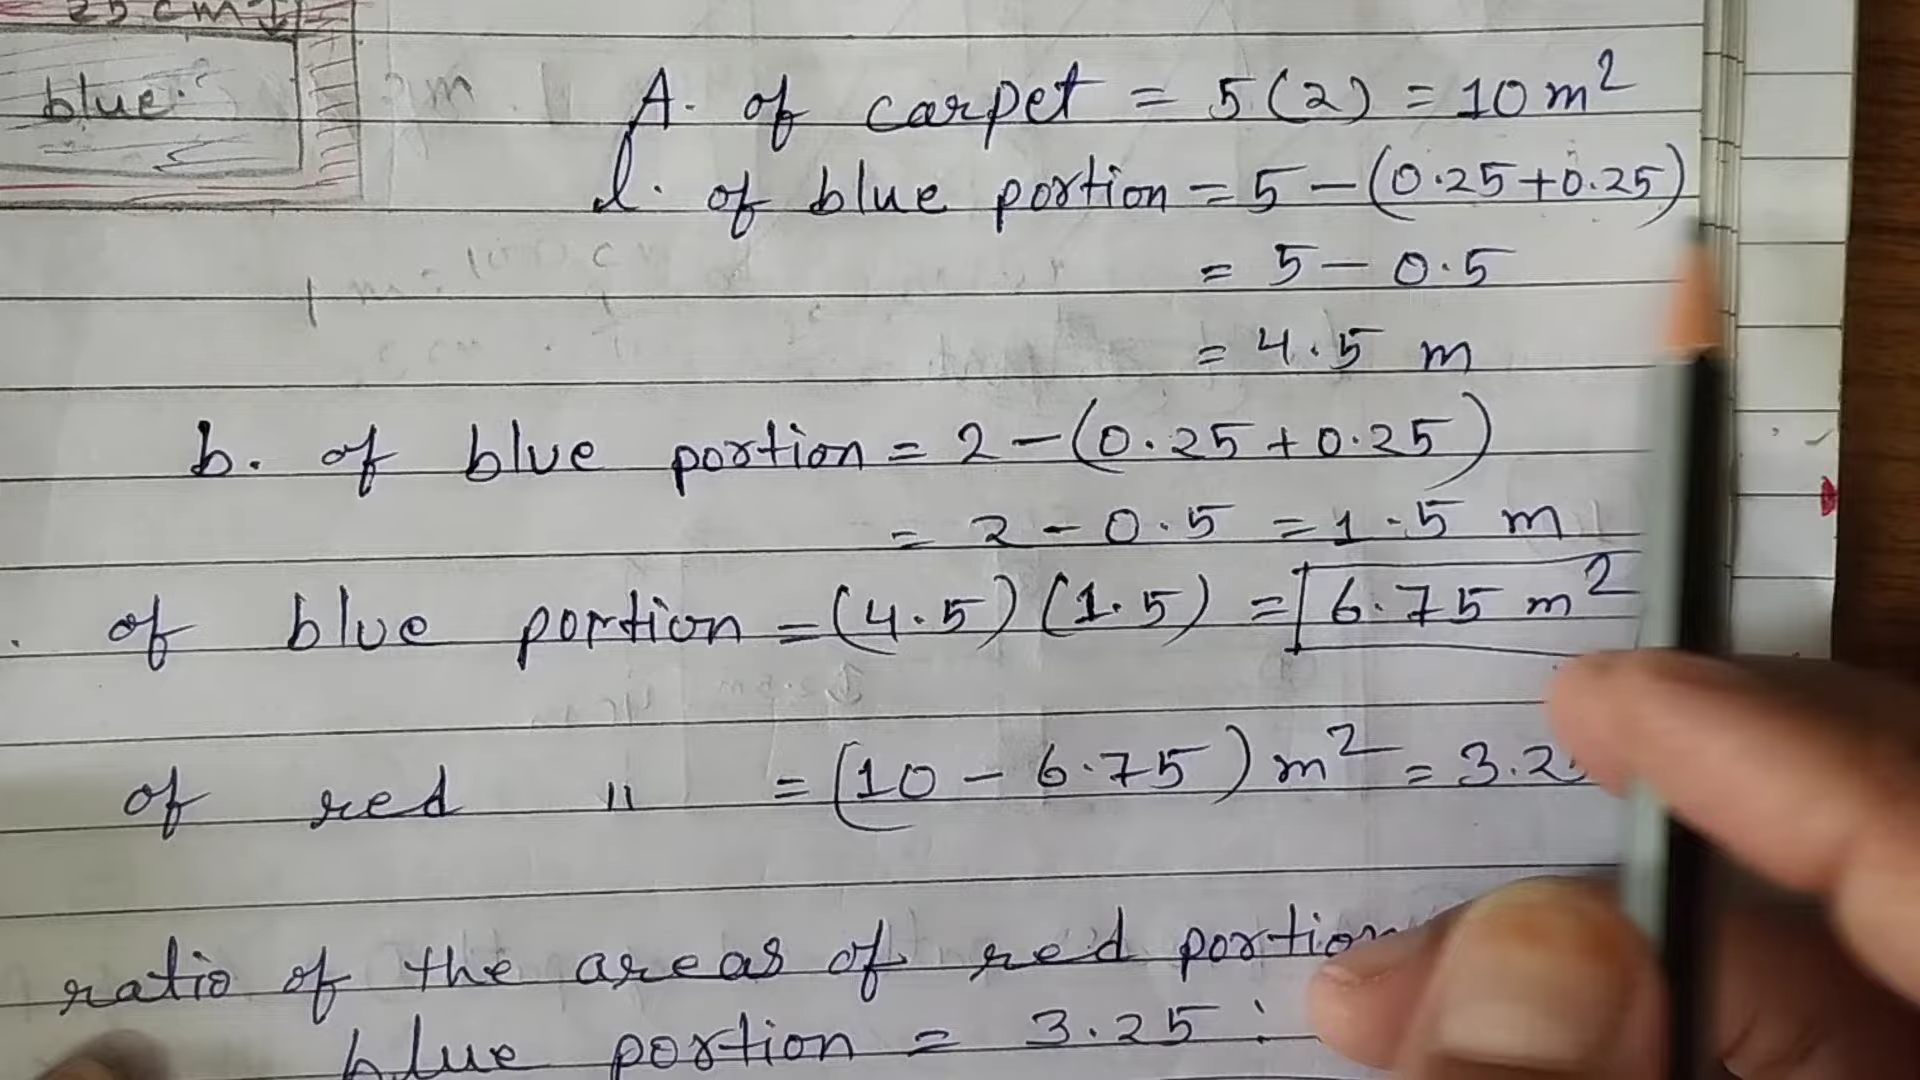 25 cm
blue
A. of carpet = 5(2) = 10 m²
l. of blue portion = 5 - (0.25 + 0.25)
= 5 - 0.5
= 4.5 m
b. of blue portion = 2 - (0.25 + 0.25)
= 2 - 0.5 = 1.5 m
of blue portion = (4.5) (1.5) = 6.75 m²
of red " = (10 - 6.75) m² = 3.2
ratio of the areas of red portion
blue portion = 3.25 :